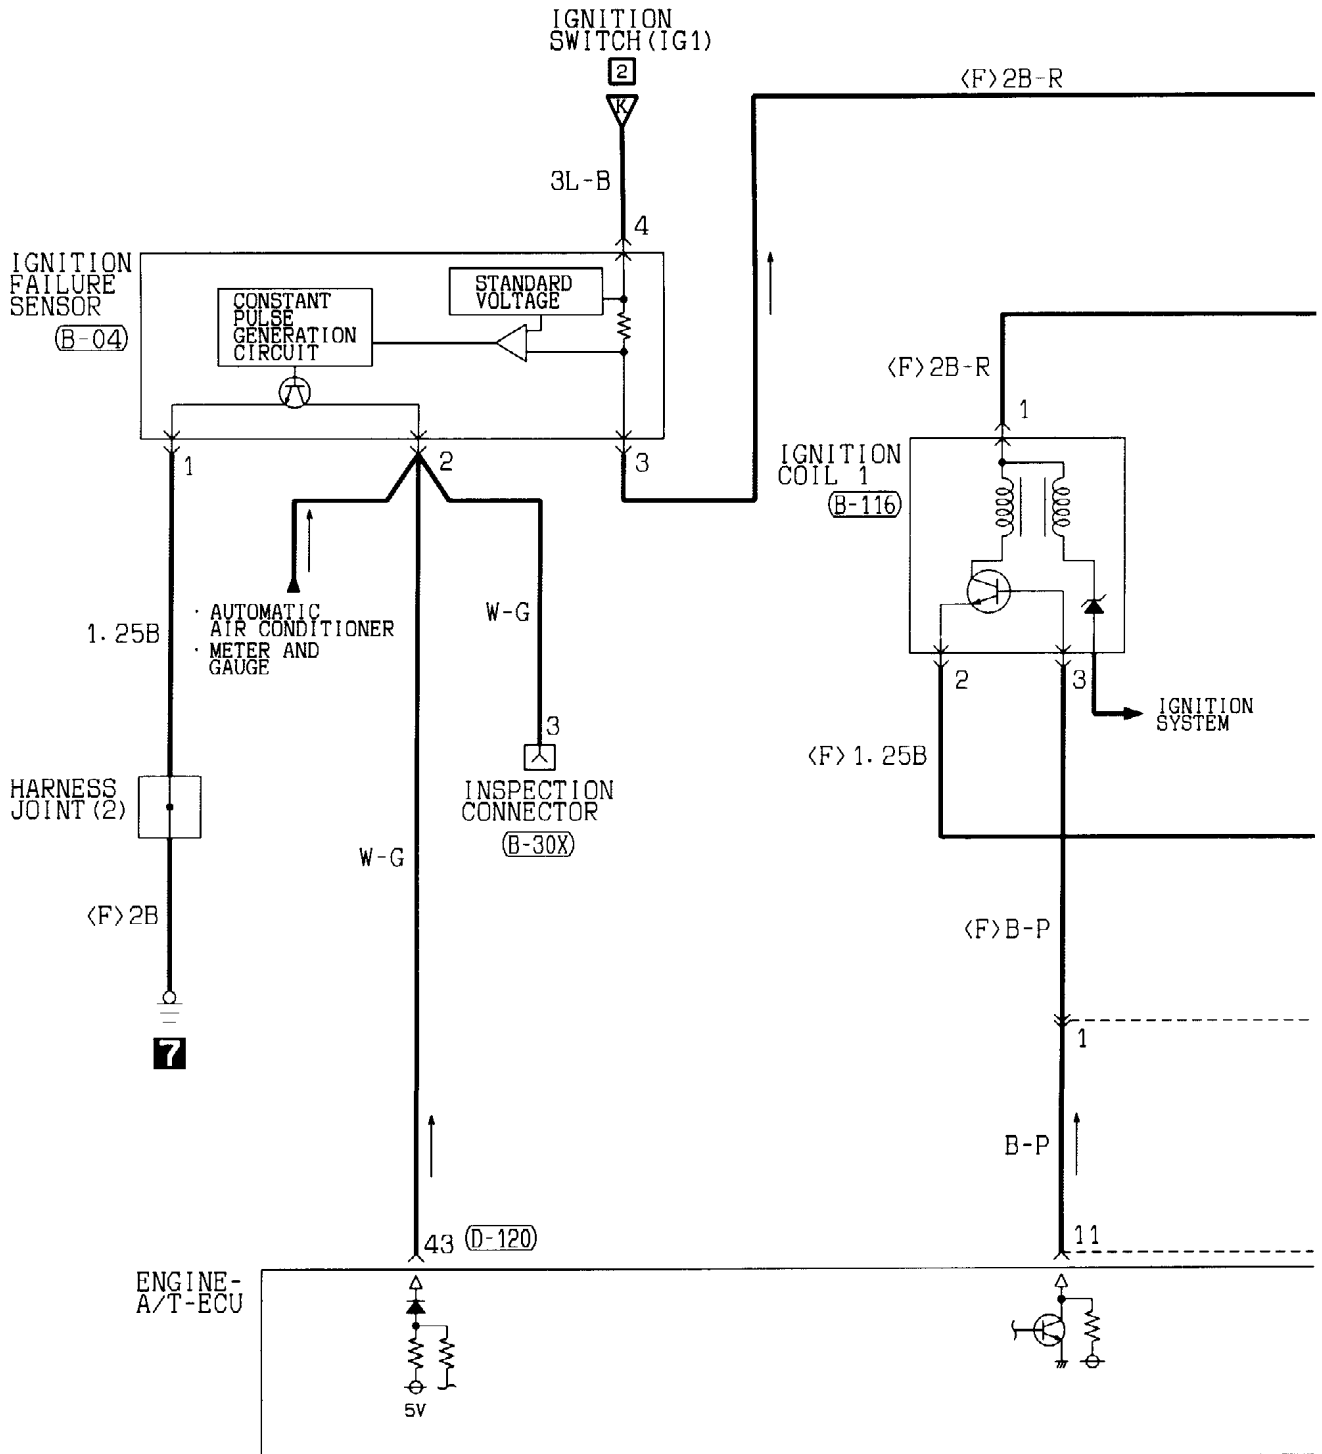 IGNITION
SWITCH(IG1)
2
K
⟨F⟩2B-R
3L-B
4
IGNITION
FAILURE
SENSOR
B-04
STANDARD
VOLTAGE
CONSTANT
PULSE
GENERATION
CIRCUIT
⟨F⟩2B-R
1
1
2
3
IGNITION
COIL 1
B-116
· AUTOMATIC
AIR CONDITIONER
· METER AND
GAUGE
1.25B
W-G
2
3
IGNITION
SYSTEM
3
⟨F⟩1.25B
HARNESS
JOINT(2)
INSPECTION
CONNECTOR
B-30X
W-G
⟨F⟩2B
⟨F⟩B-P
7
1
B-P
43
D-120
11
ENGINE-
A/T-ECU
5V